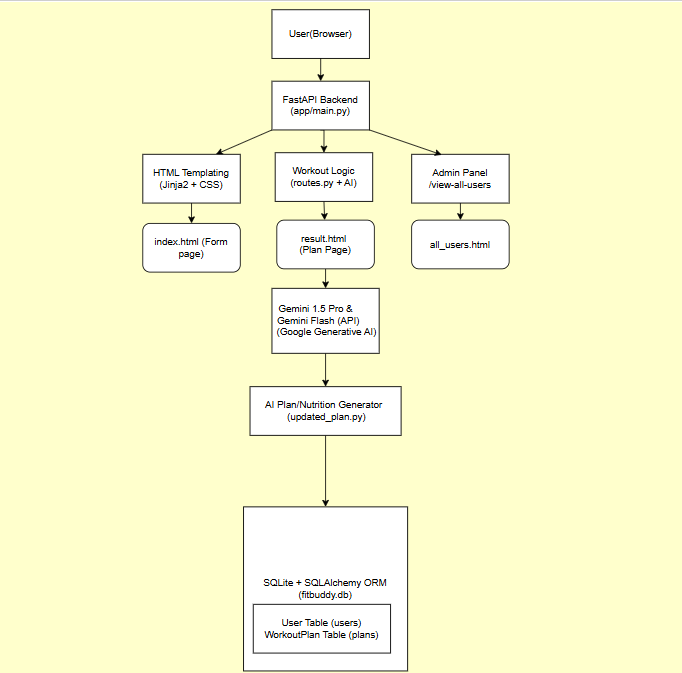 User(Browser)
FastAPI Backend
(app/main.py)
HTML Templating
(Jinja2 + CSS)
Workout Logic
(routes.py + AI)
Admin Panel
/view-all-users
index.html (Form
page)
result.html
(Plan Page)
all_users.html
Gemini 1.5 Pro &
Gemini Flash (API)
(Google Generative AI)
AI Plan/Nutrition Generator
(updated_plan.py)
SQLite + SQLAlchemy ORM
(fitbuddy.db)
User Table (users)
WorkoutPlan Table (plans)